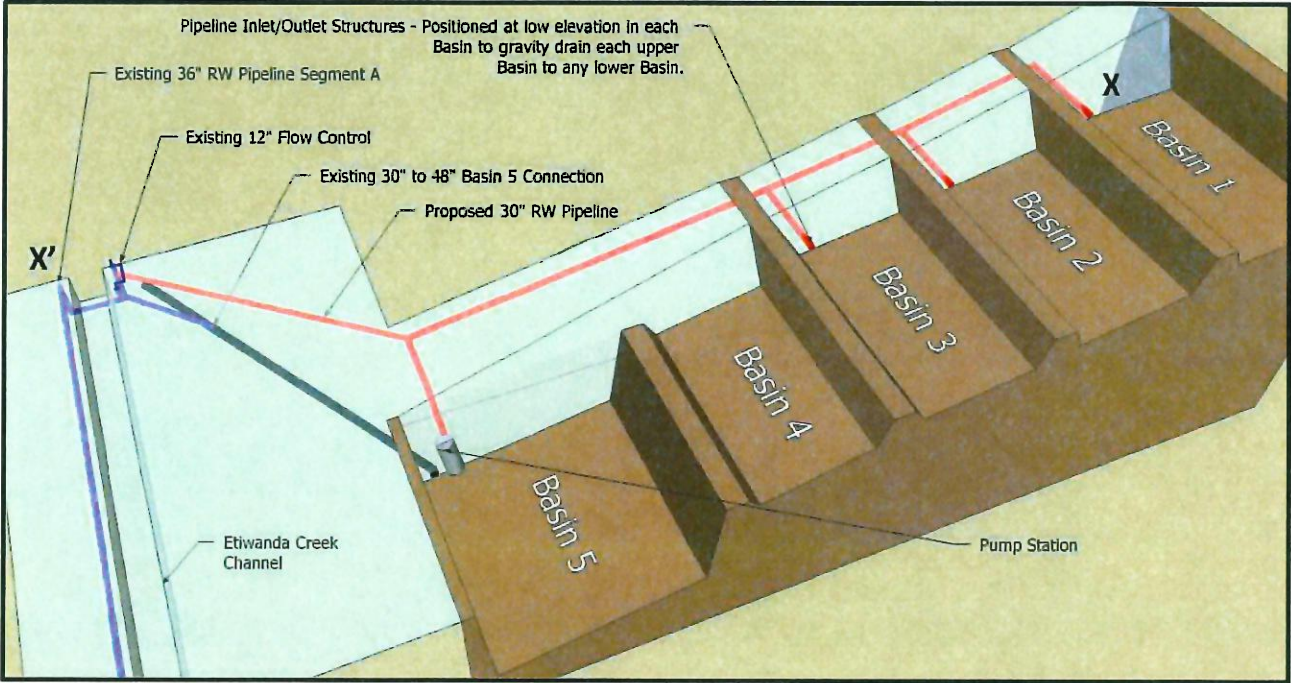 Pipeline Inlet/Outlet Structures - Positioned at low elevation in each
Basin to gravity drain each upper
Basin to any lower Basin.
Existing 36" RW Pipeline Segment A
Existing 12" Flow Control
Existing 30" to 48" Basin 5 Connection
Proposed 30" RW Pipeline
X
X'
Basin 1
Basin 2
Basin 3
Basin 4
Basin 5
Etiwanda Creek
Channel
Pump Station